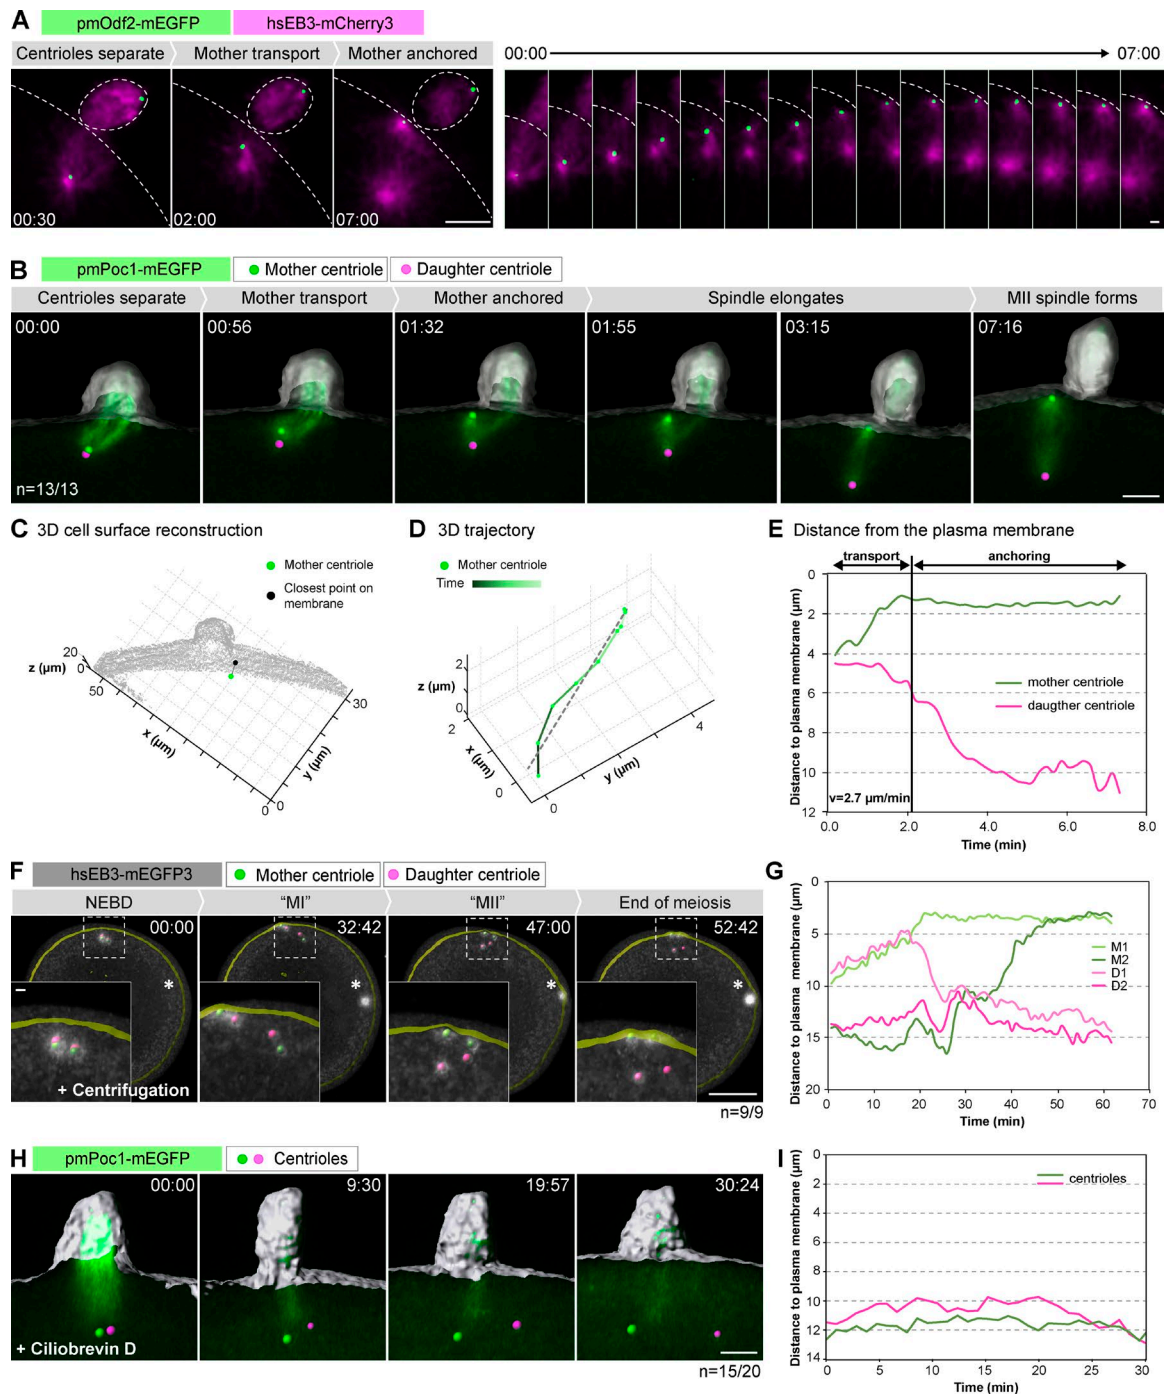 A pmOdf2-mEGFP hsEB3-mCherry3
Centrioles separate Mother transport Mother anchored 00:00 07:00
00:30 02:00 07:00
B pmPoc1-mEGFP Mother centriole Daughter centriole
Centrioles separate Mother transport Mother anchored Spindle elongates MII spindle forms
00:00 00:56 01:32 01:55 03:15 07:16
n=13/13
C 3D cell surface reconstruction
Mother centriole
Closest point on
membrane
z (µm)
20
0
50
x (µm)
0
0
y (µm)
30
D 3D trajectory
Mother centriole
Time
z (µm)
2
0
2
x (µm)
0
0
y (µm)
4
E Distance from the plasma membrane
transport anchoring
Distance to plasma membrane (µm)
0
2
4
6
8
10
12
mother centriole
daugther centriole
v=2.7 µm/min
0.0 2.0 4.0 6.0 8.0
Time (min)
F hsEB3-mEGFP3 Mother centriole Daughter centriole
NEBD "MI" "MII" End of meiosis
00:00 32:42 47:00 52:42
* * * *
+ Centrifugation
n=9/9
G
Distance to plasma membrane (µm)
0
5
10
15
20
M1
M2
D1
D2
0 10 20 30 40 50 60 70
Time (min)
H pmPoc1-mEGFP Centrioles
00:00 9:30 19:57 30:24
+ Ciliobrevin D
n=15/20
I
Distance to plasma membrane (µm)
0
2
4
6
8
10
12
14
centrioles
0 5 10 15 20 25 30
Time (min)